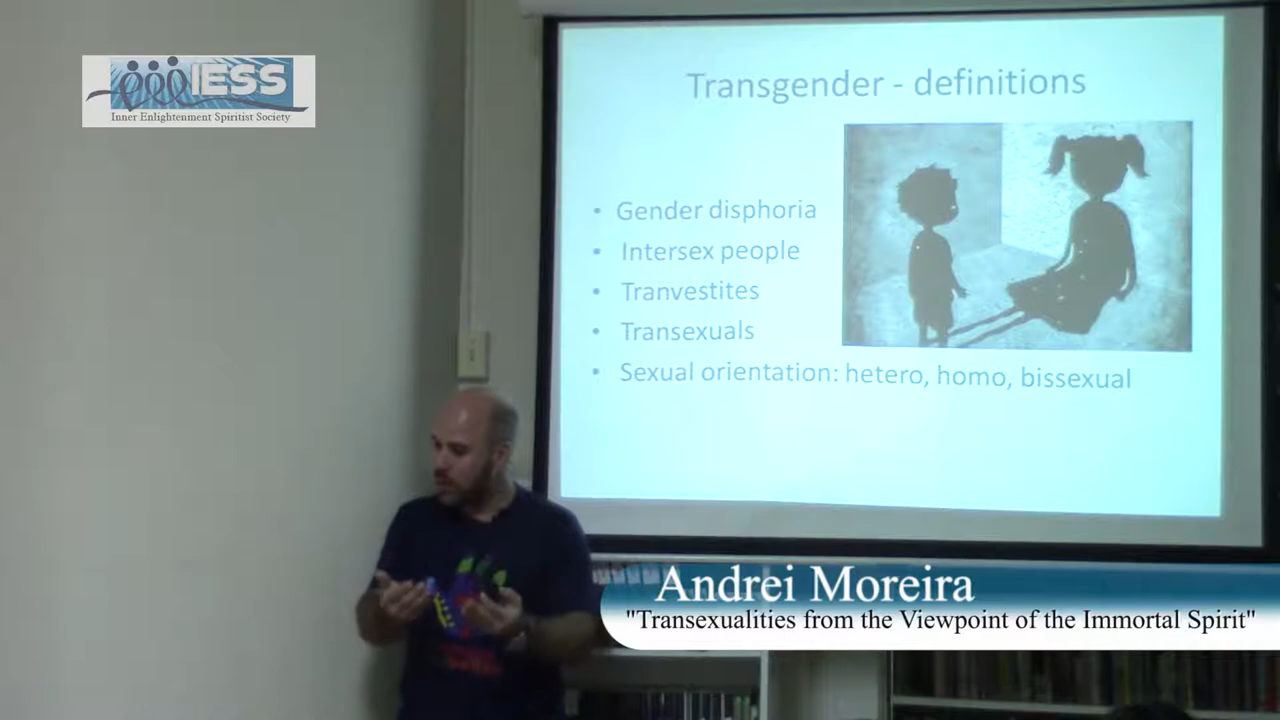 IESS
Inner Enlightenment Spiritist Society
Transgender - definitions
• Gender disphoria
• Intersex people
• Tranvestites
• Transexuals
• Sexual orientation: hetero, homo, bissexual
Andrei Moreira
"Transexualities from the Viewpoint of the Immortal Spirit"